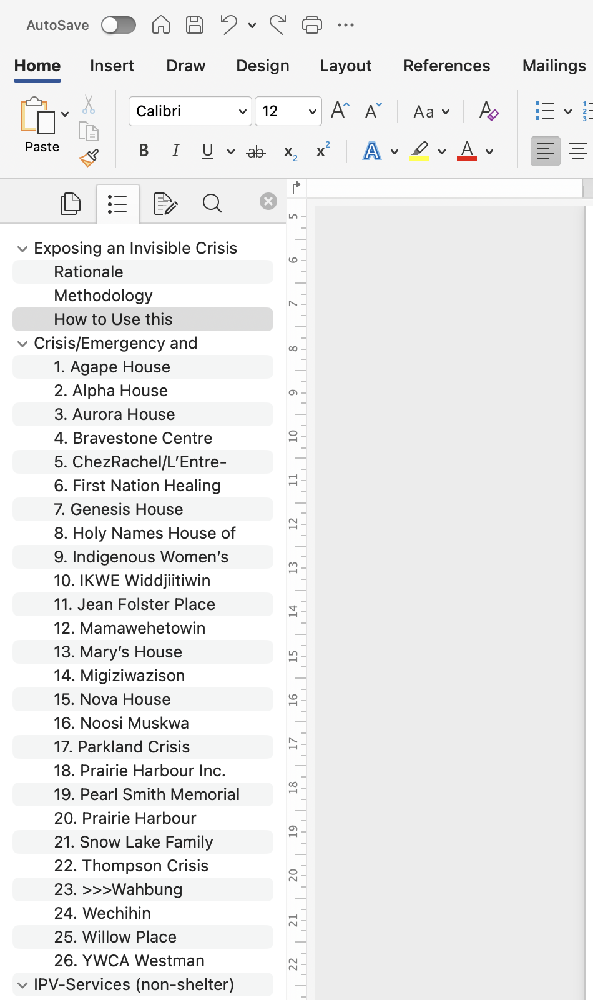 AutoSave
Home Insert Draw Design Layout References Mailings
Paste
Calibri 12 A A Aa A
B I U ab x2 x2 A A
Exposing an Invisible Crisis
Rationale
Methodology
How to Use this
Crisis/Emergency and
1. Agape House
2. Alpha House
3. Aurora House
4. Bravestone Centre
5. ChezRachel/L’Entre-
6. First Nation Healing
7. Genesis House
8. Holy Names House of
9. Indigenous Women’s
10. IKWE Widdjiitiwin
11. Jean Folster Place
12. Mamawehetowin
13. Mary’s House
14. Migiziwazison
15. Nova House
16. Noosi Muskwa
17. Parkland Crisis
18. Prairie Harbour Inc.
19. Pearl Smith Memorial
20. Prairie Harbour
21. Snow Lake Family
22. Thompson Crisis
23. >>>Wahbung
24. Wechihin
25. Willow Place
26. YWCA Westman
IPV-Services (non-shelter)
5
6
7
8
9
10
11
12
13
14
15
16
17
18
19
20
21
22